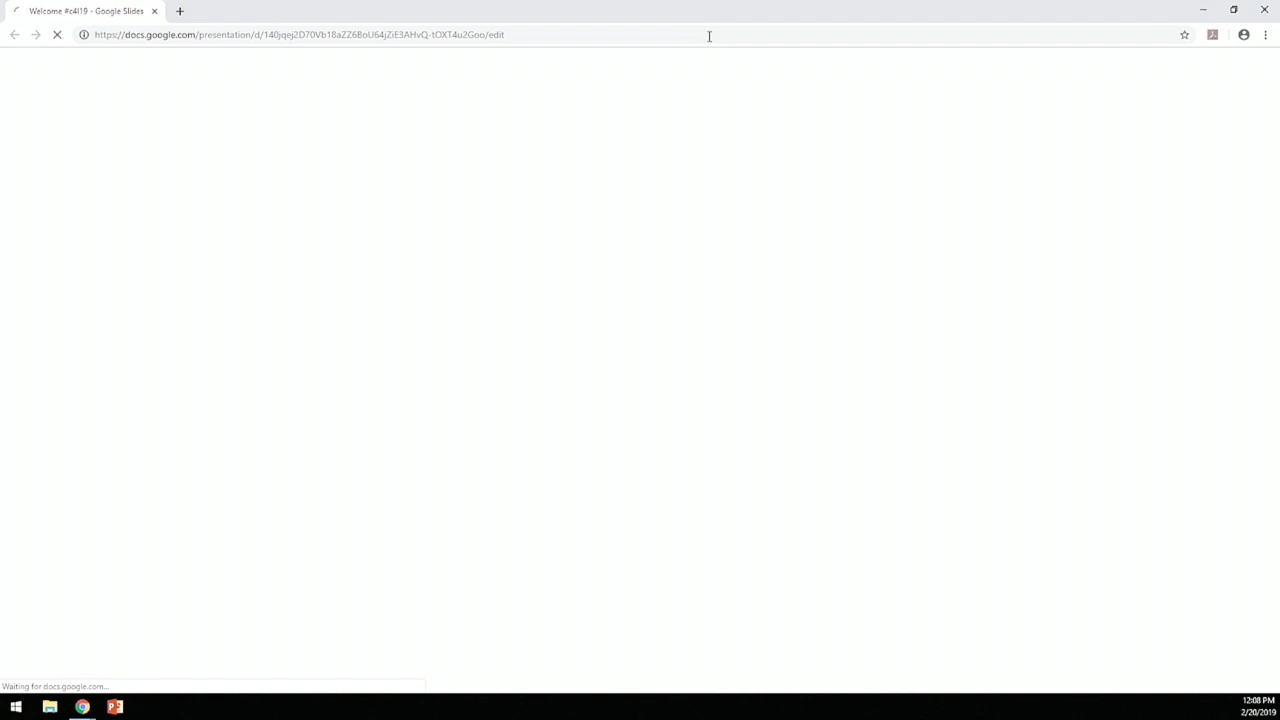 Welcome #c4l19 - Google Slides
https://docs.google.com/presentation/d/140jqej2D70Vb18aZZ6BoU64jZiE3AHvQ-tOXT4u2Goo/edit
Waiting for docs.google.com...
12:08 PM
2/20/2019